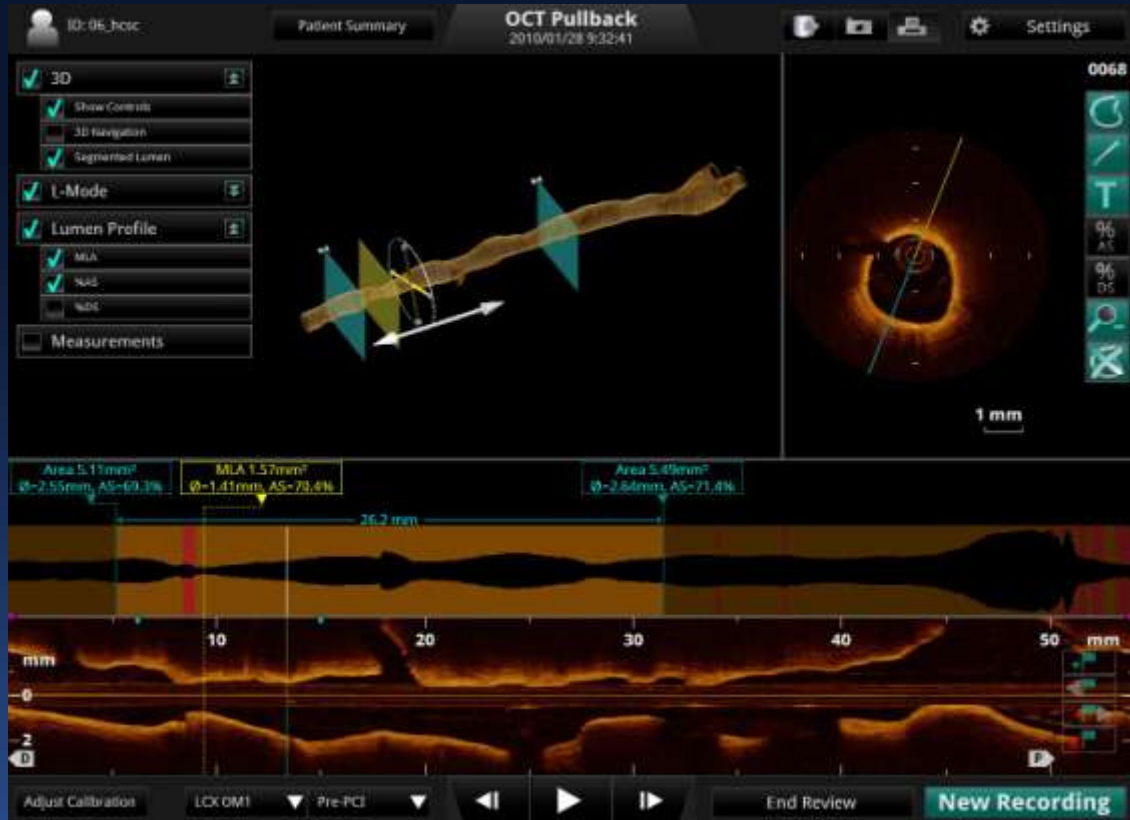 ID: 06_hcsc
Patient Summary
OCT Pullback
2010/01/28 9:32:41
Settings
3D
Show Controls
3D Navigation
Segmented Lumen
L-Mode
Lumen Profile
MLA
%AS
%DS
Measurements
0068
T
%
AS
%
DS
1 mm
Area 5.11mm²
Ø=2.55mm, AS=69.3%
MLA 1.57mm²
Ø=1.41mm, AS=70.4%
Area 5.49mm²
Ø=2.64mm, AS=71.4%
26.2 mm
10 20 30 40 50 mm
mm
0
2
D
P
Adjust Calibration
LCX OM1
Pre-PCI
End Review
New Recording